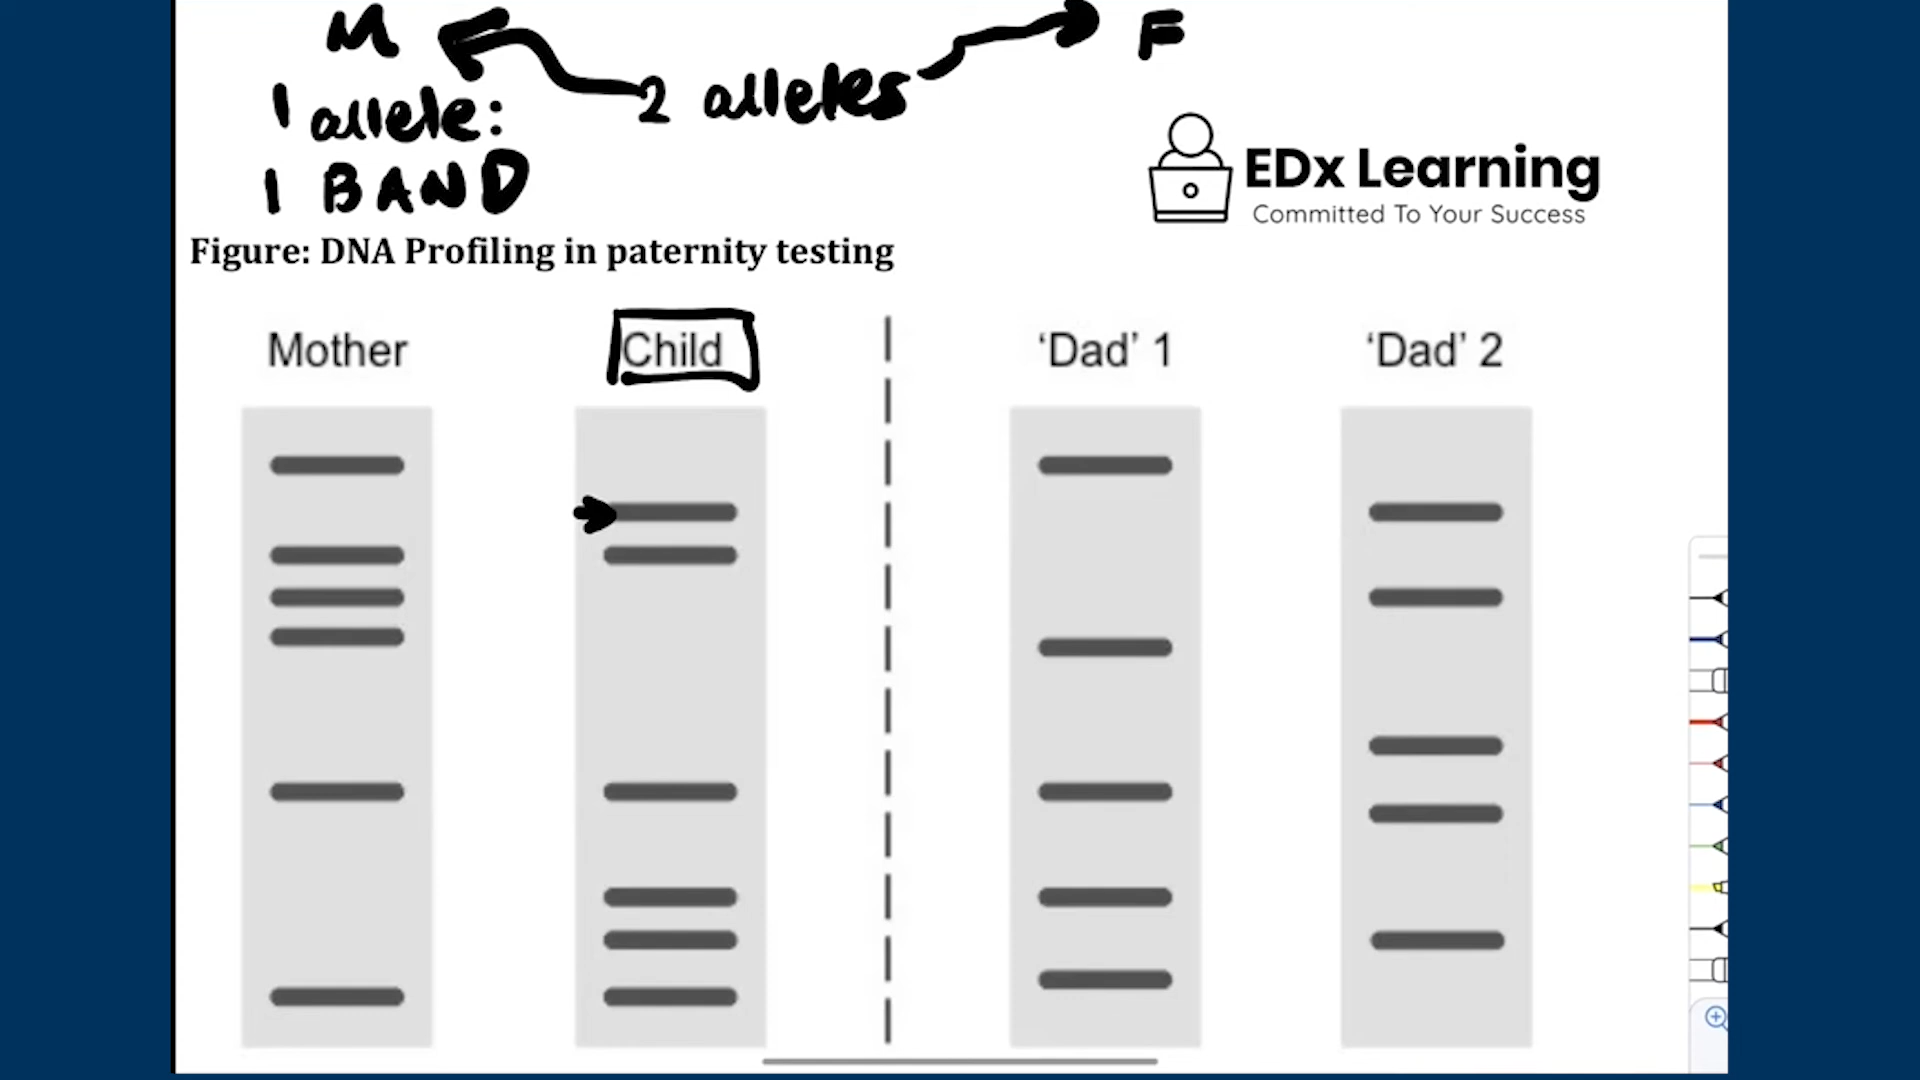 M 2 alleles F
1 allele:
1 BAND
EDx Learning
Committed To Your Success
Figure: DNA Profiling in paternity testing
Mother Child ‘Dad’ 1 ‘Dad’ 2